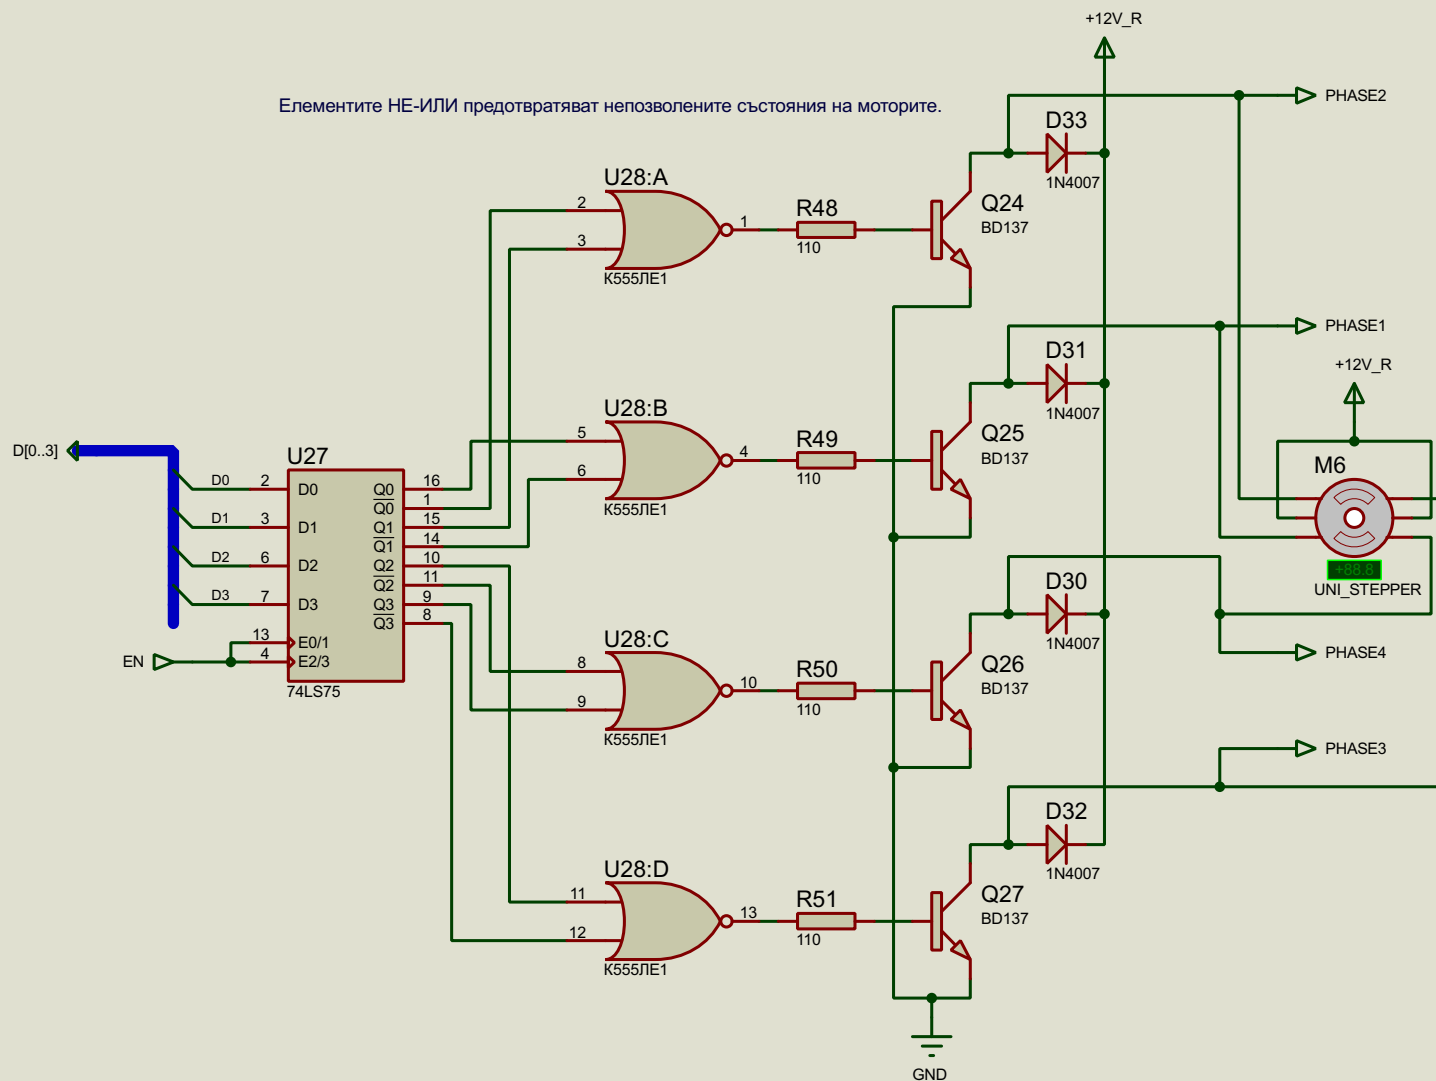 +12V_R
PHASE2
Елементите НЕ-ИЛИ предотвратяват непозволените състояния на моторите.
D33
1N4007
U28:A
2
3
1
К555ЛЕ1
R48
110
Q24
BD137
PHASE1
D31
1N4007
+12V_R
U28:B
5
6
4
К555ЛЕ1
R49
110
Q25
BD137
M6
+88.8
UNI_STEPPER
D[0..3]
U27
D0
2
D0
Q0
16
Q0
1
D1
3
D1
Q1
15
Q1
14
D2
6
D2
Q2
10
Q2
11
D3
7
D3
Q3
9
Q3
8
13
E0/1
EN
4
E2/3
74LS75
D30
1N4007
U28:C
8
9
10
К555ЛЕ1
R50
110
Q26
BD137
PHASE4
PHASE3
D32
1N4007
U28:D
11
12
13
К555ЛЕ1
R51
110
Q27
BD137
GND